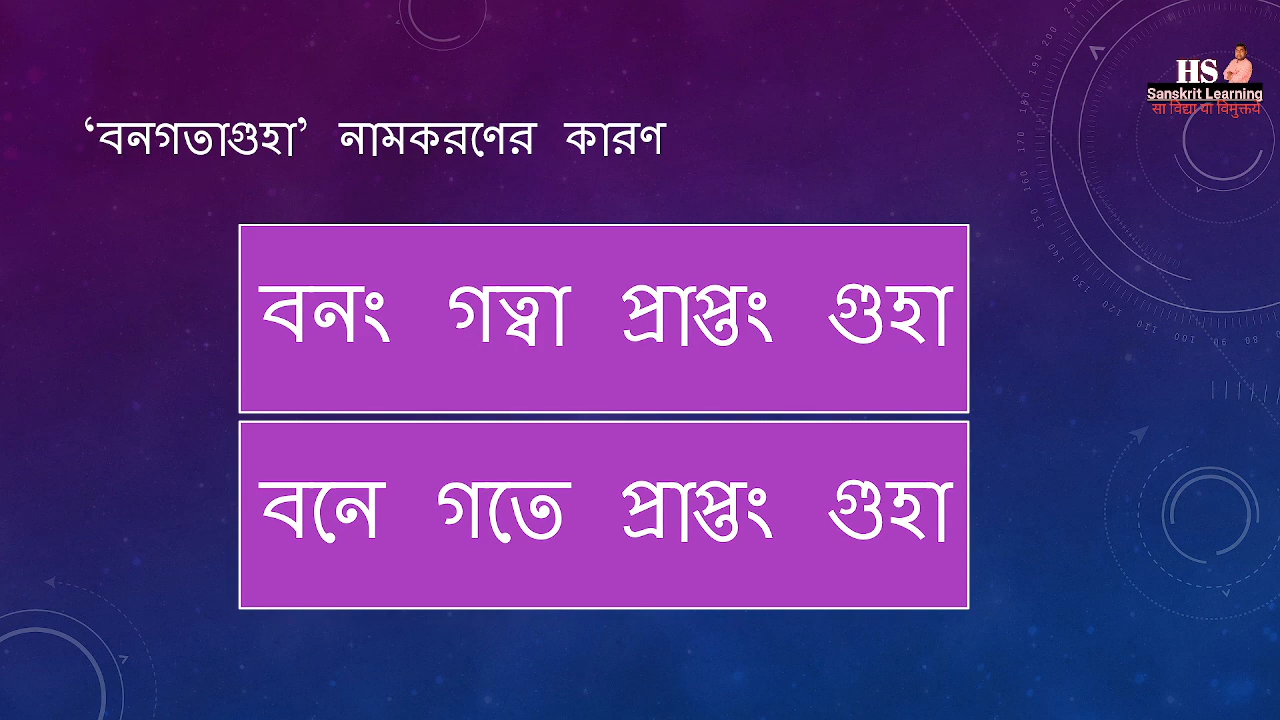 HS
Sanskrit Learning
सा विद्या या विमुक्तये
‘বনগতাগুহা’ নামকরণের কারণ
বনং গত্বা প্রাপ্তং গুহা
বনে গতে প্রাপ্তং গুহা